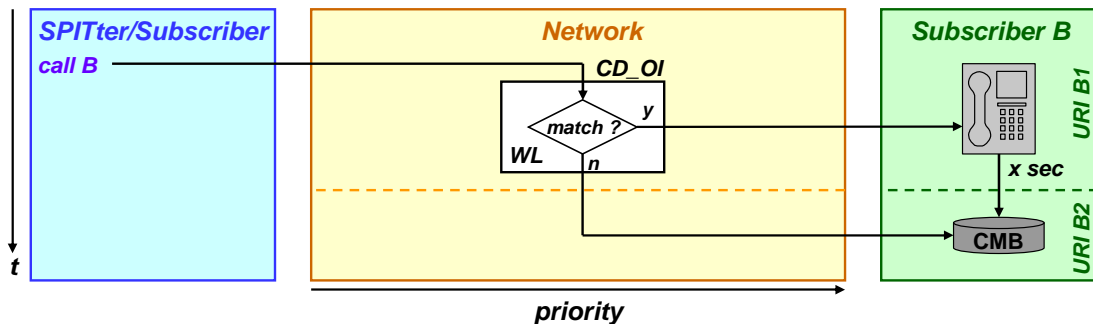 SPITter/Subscriber
Network
Subscriber B
call B
CD_OI
match ?
y
WL
n
URI B1
x sec
CMB
URI B2
t
priority